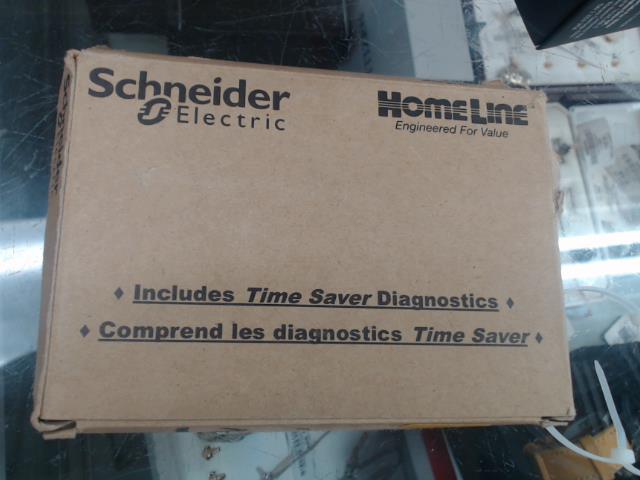 Schneider
Electric
HOMELINE
Engineered For Value
♦ Includes Time Saver Diagnostics ♦
♦ Comprend les diagnostics Time Saver ♦